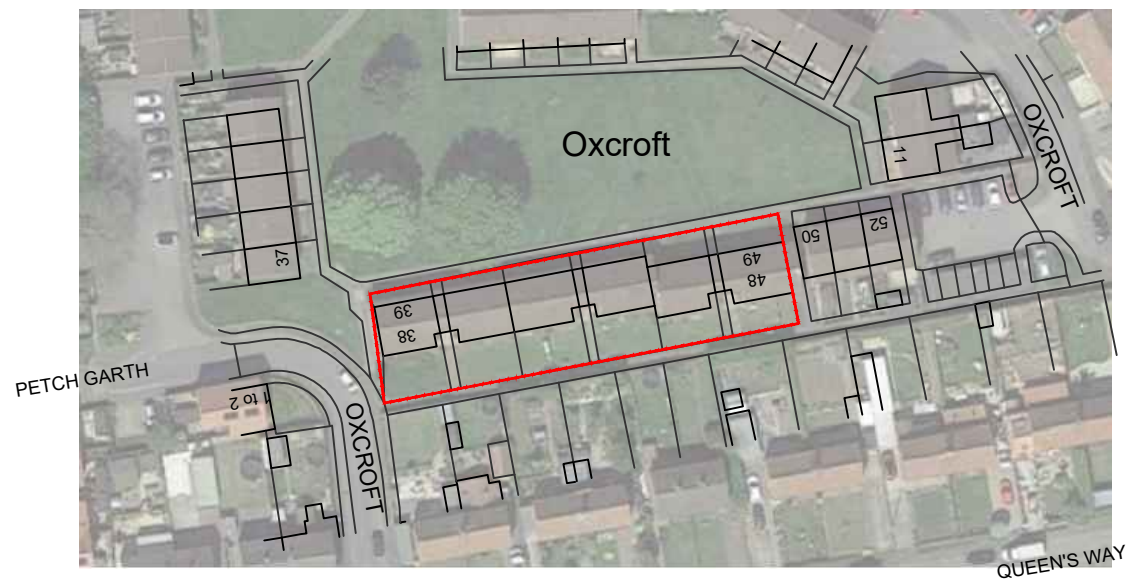 Oxcroft
OXCROFT
11
52
50
37
49
48
39
38
PETCH GARTH
1 to 2
OXCROFT
QUEEN'S WAY